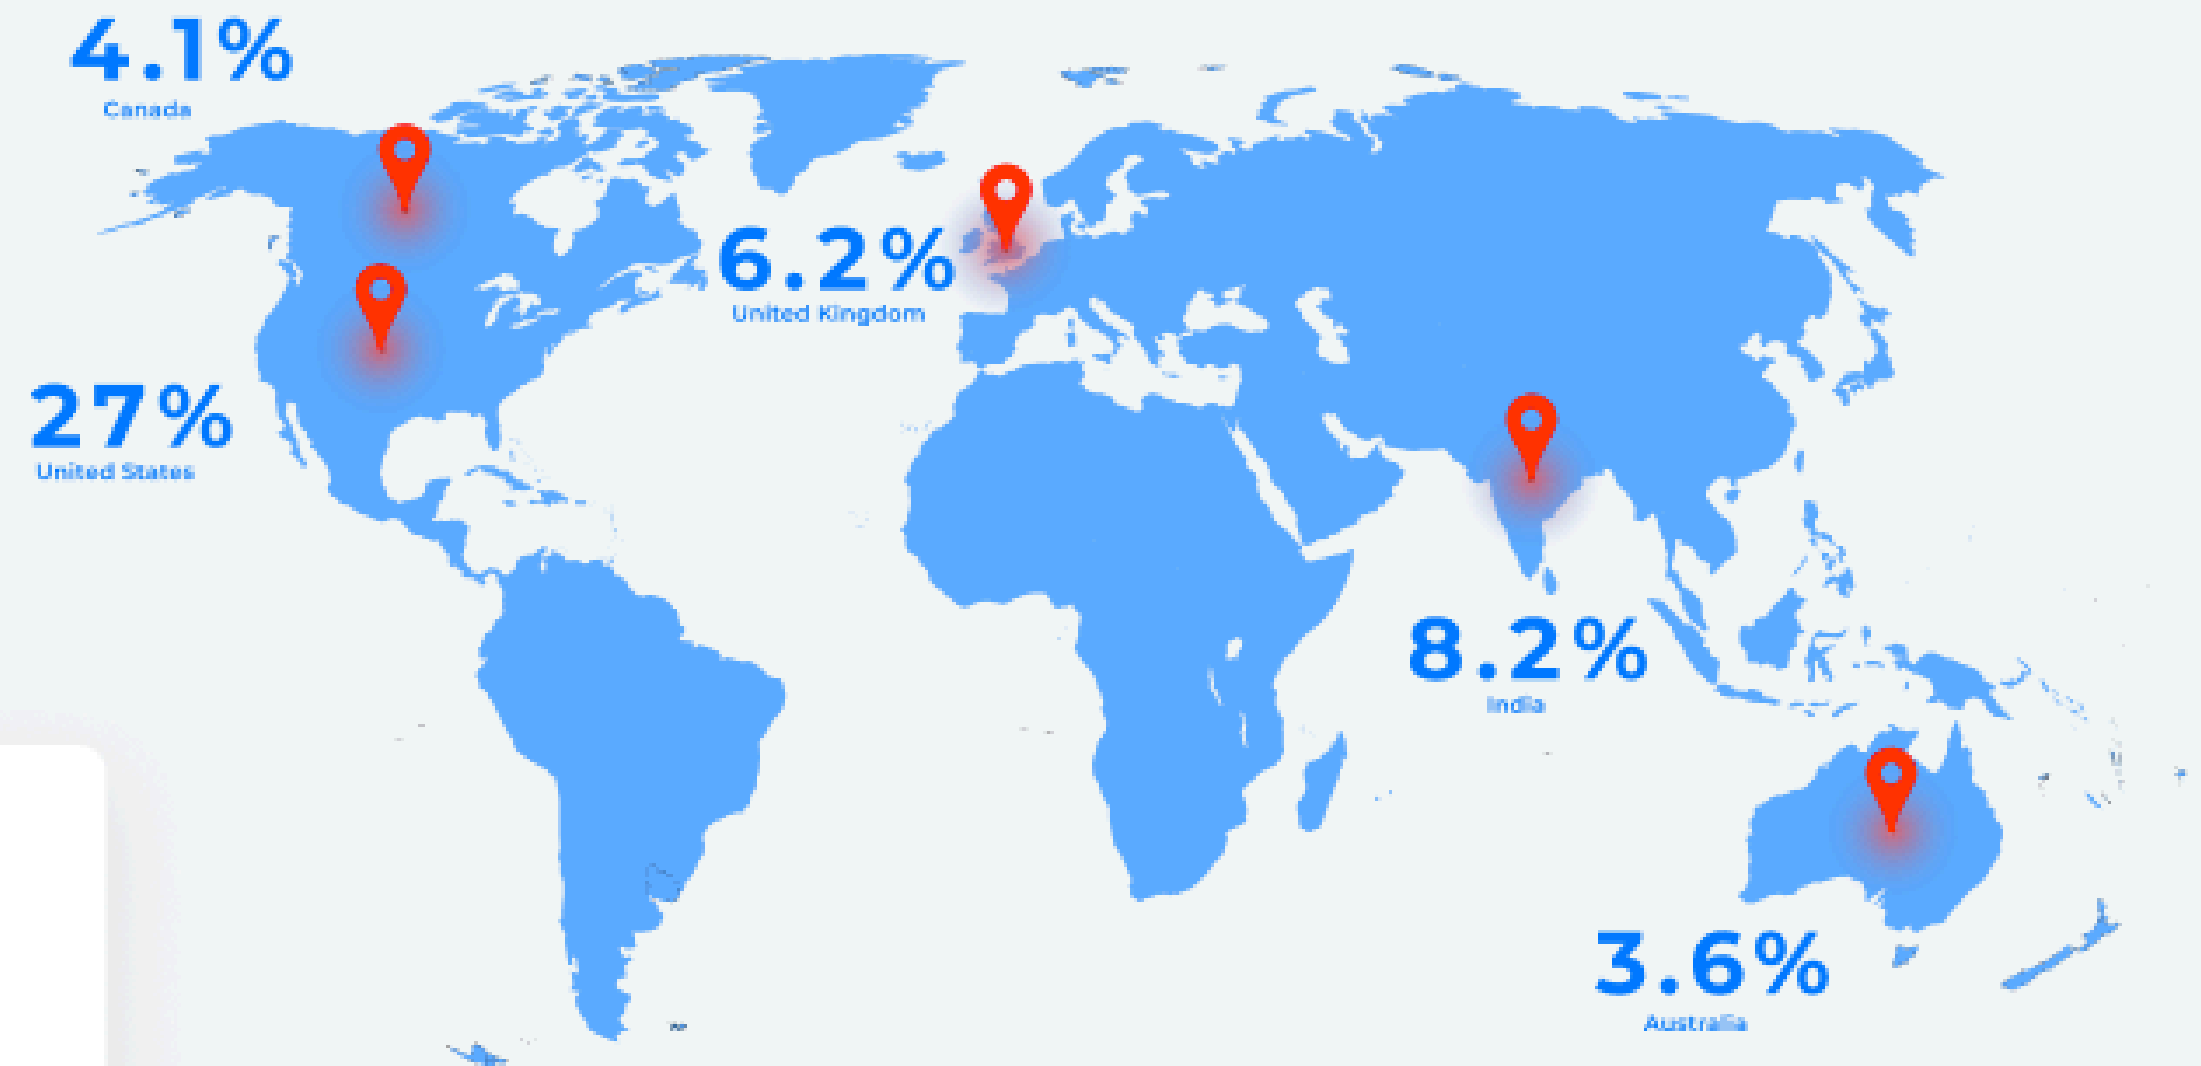 4.1%
Canada
6.2%
United Kingdom
27%
United States
8.2%
India
3.6%
Australia